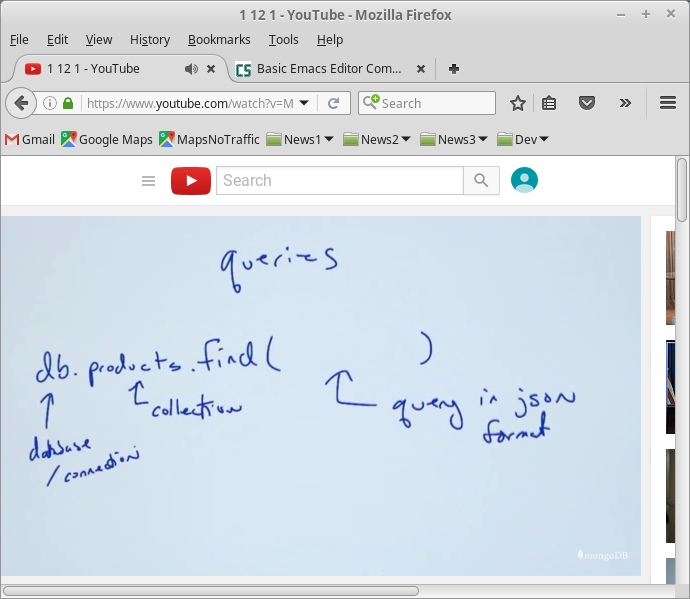 1 12 1 - YouTube - Mozilla Firefox
File Edit View History Bookmarks Tools Help
1 12 1 - YouTube
Basic Emacs Editor Com...
https://www.youtube.com/watch?v=M
Search
Gmail Google Maps MapsNoTraffic News1 News2 News3 Dev
Search
queries
db.products.find( )
collection
query in json
format
database
/connection
mongoDB